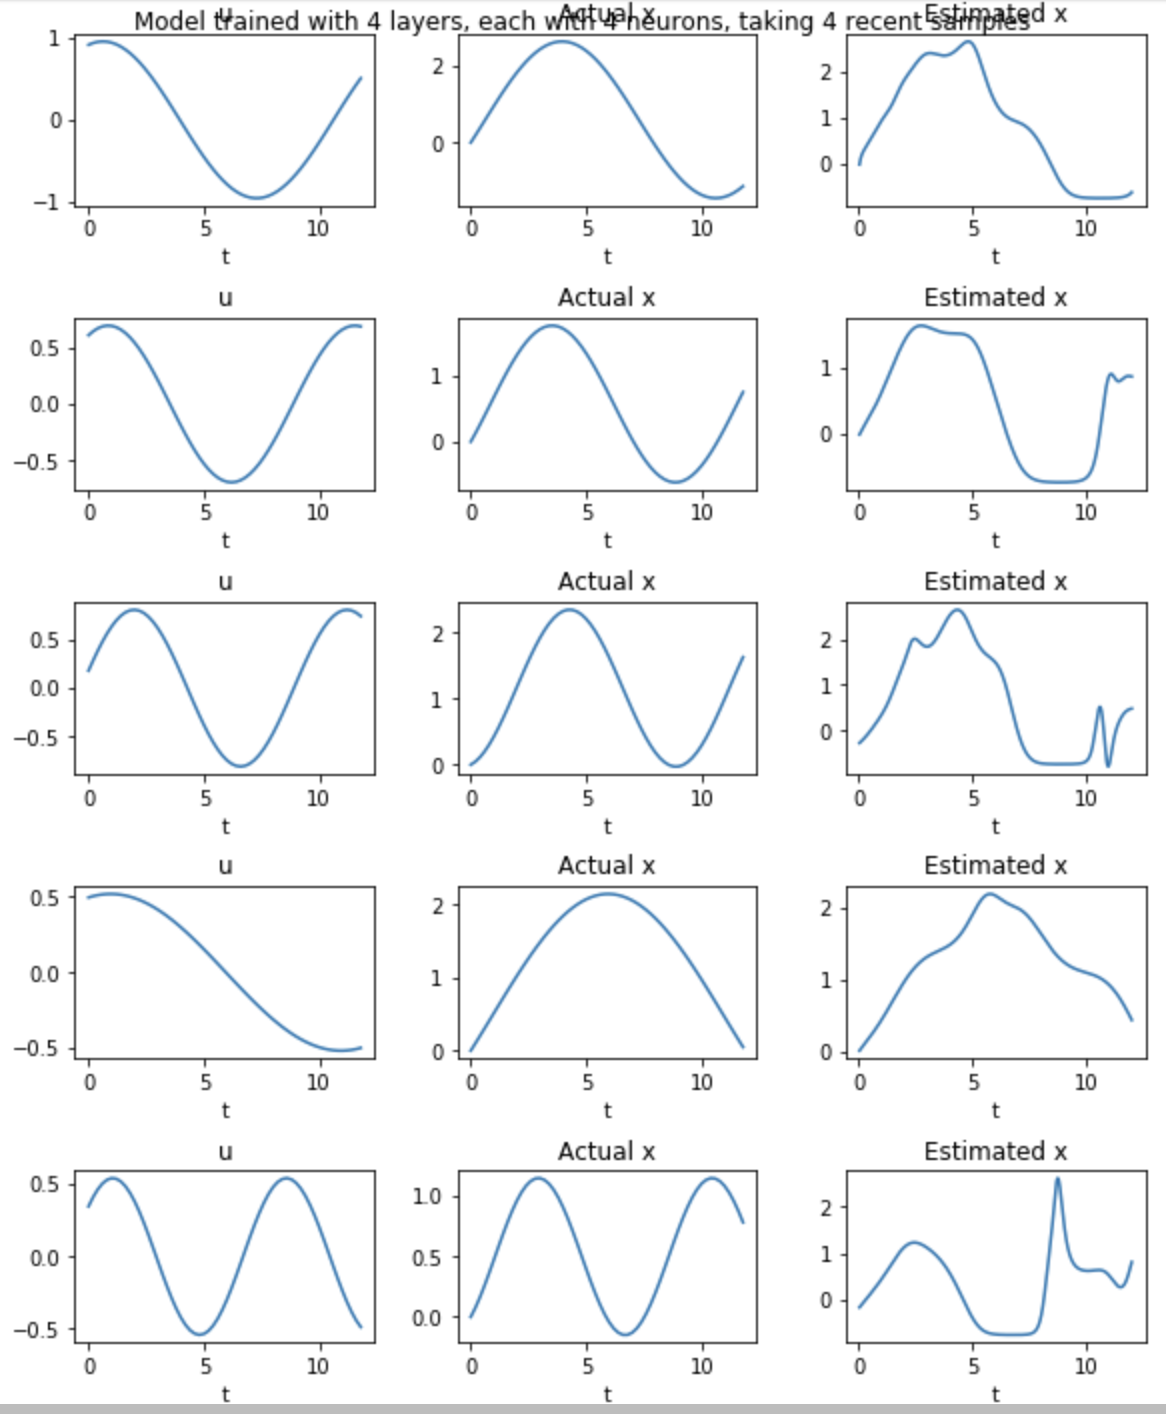 Model trained with 4 layers, each with 4 neurons, taking 4 recent samples
u Actual x Estimated x
1 2 2
0 0 1
−1 0
0 5 10 0 5 10 0 5 10
t t t
u Actual x Estimated x
0.5 1 1
0.0 0 0
−0.5
0 5 10 0 5 10 0 5 10
t t t
u Actual x Estimated x
0.5 2 2
0.0 1 1
−0.5 0 0
0 5 10 0 5 10 0 5 10
t t t
u Actual x Estimated x
0.5 2 2
0.0 1 1
−0.5 0 0
0 5 10 0 5 10 0 5 10
t t t
u Actual x Estimated x
0.5 1.0 2
0.0 0.5 1
−0.5 0.0 0
0 5 10 0 5 10 0 5 10
t t t